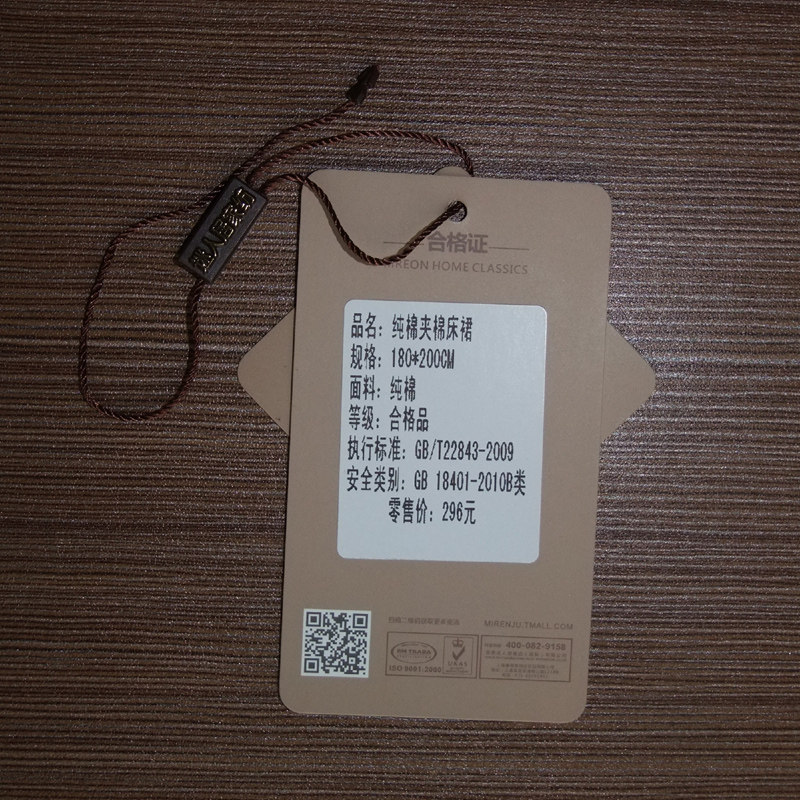 合格证
MIREON HOME CLASSICS
品名：纯棉夹棉床裙
规格：180*200CM
面料：纯棉
等级：合格品
执行标准：GB/T22843-2009
安全类别：GB 18401-2010B类
零售价：296元
MIRENJU.TMALL.COM
400-082-9158
UKAS